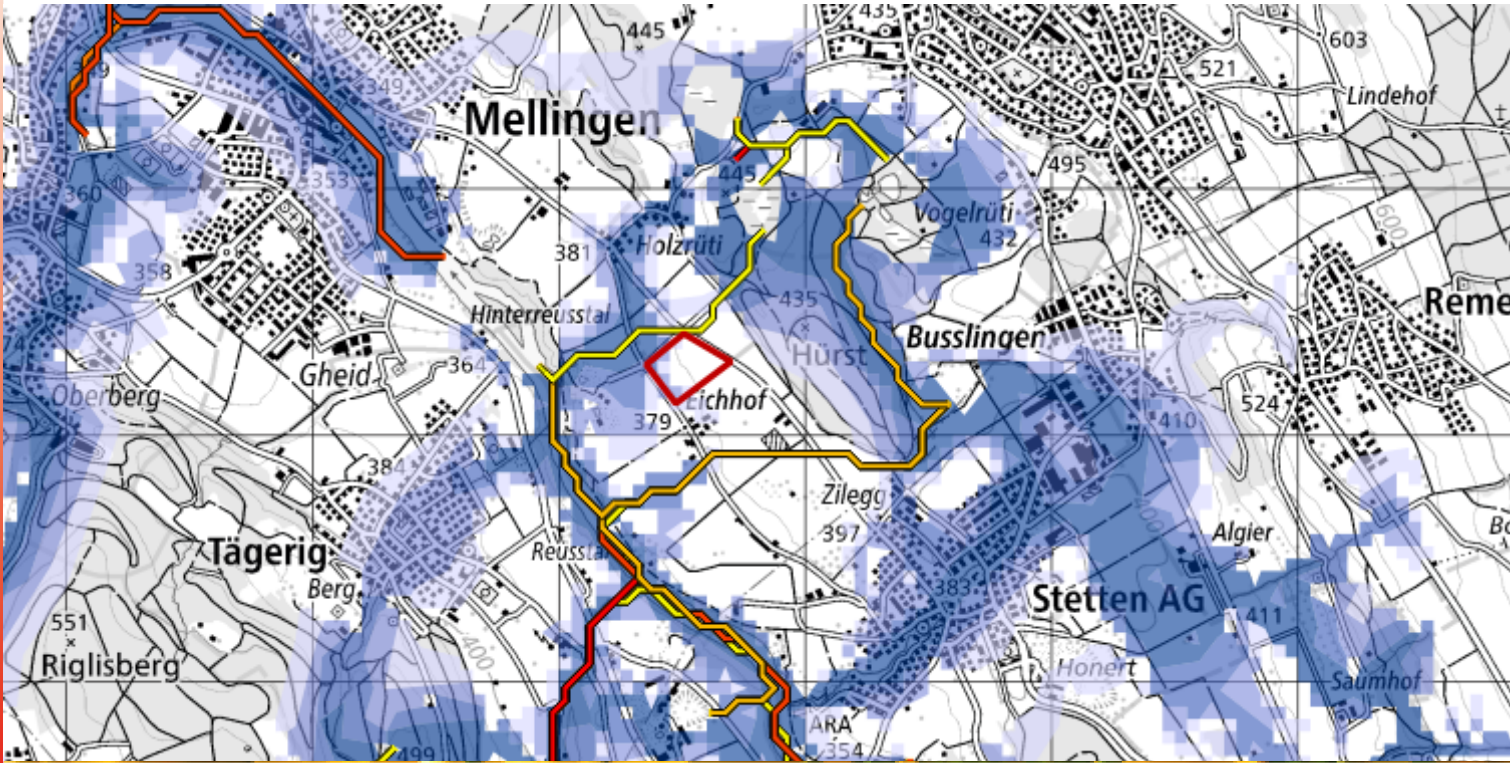 435
445
603
521
Lindehof
349
Mellingen
495
445
353
360
Vogelrüti
432
Holzrüti
381
600
358
435
Hinterreusstal
Reme
Busslingen
Hürst
364
Gheid
Oberberg
Eichhof
524
379
410
384
Zilegg
397
Algier
Tägerig
Reusstal
Berg
383
Stetten AG
411
551
400
Riglisberg
Honert
Saumhof
ARA
499
354